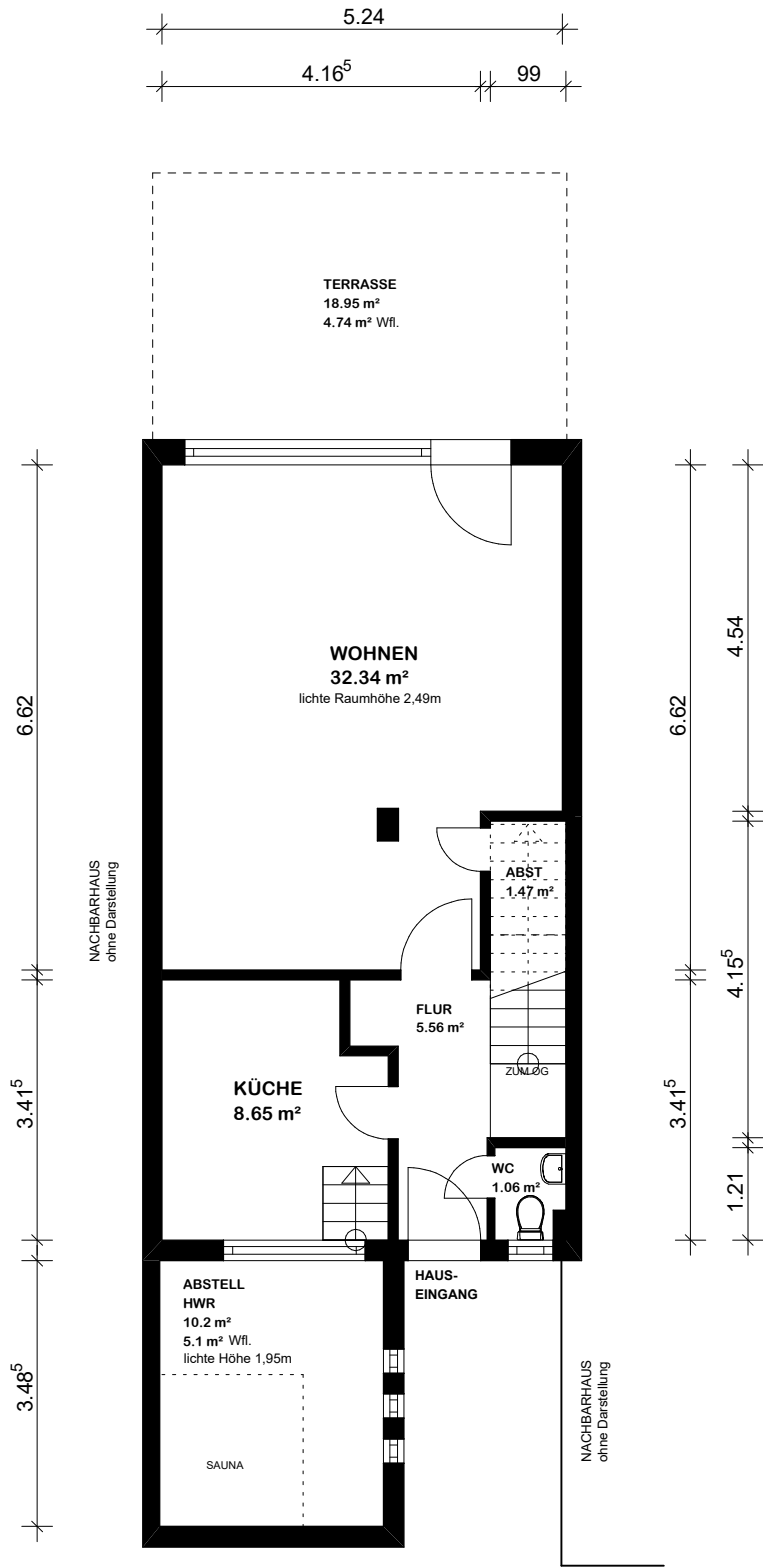 5.24
4.16⁵
99
TERRASSE
18.95 m²
4.74 m² Wfl.
6.62
WOHNEN
32.34 m²
lichte Raumhöhe 2,49m
6.62
4.54
NACHBARHAUS
ohne Darstellung
ABST
1.47 m²
4.15⁵
FLUR
5.56 m²
ZUM OG
3.41⁵
KÜCHE
8.65 m²
3.41⁵
WC
1.06 m²
1.21
HAUS-
EINGANG
ABSTELL
HWR
10.2 m²
5.1 m² Wfl.
lichte Höhe 1,95m
3.48⁵
SAUNA
NACHBARHAUS
ohne Darstellung